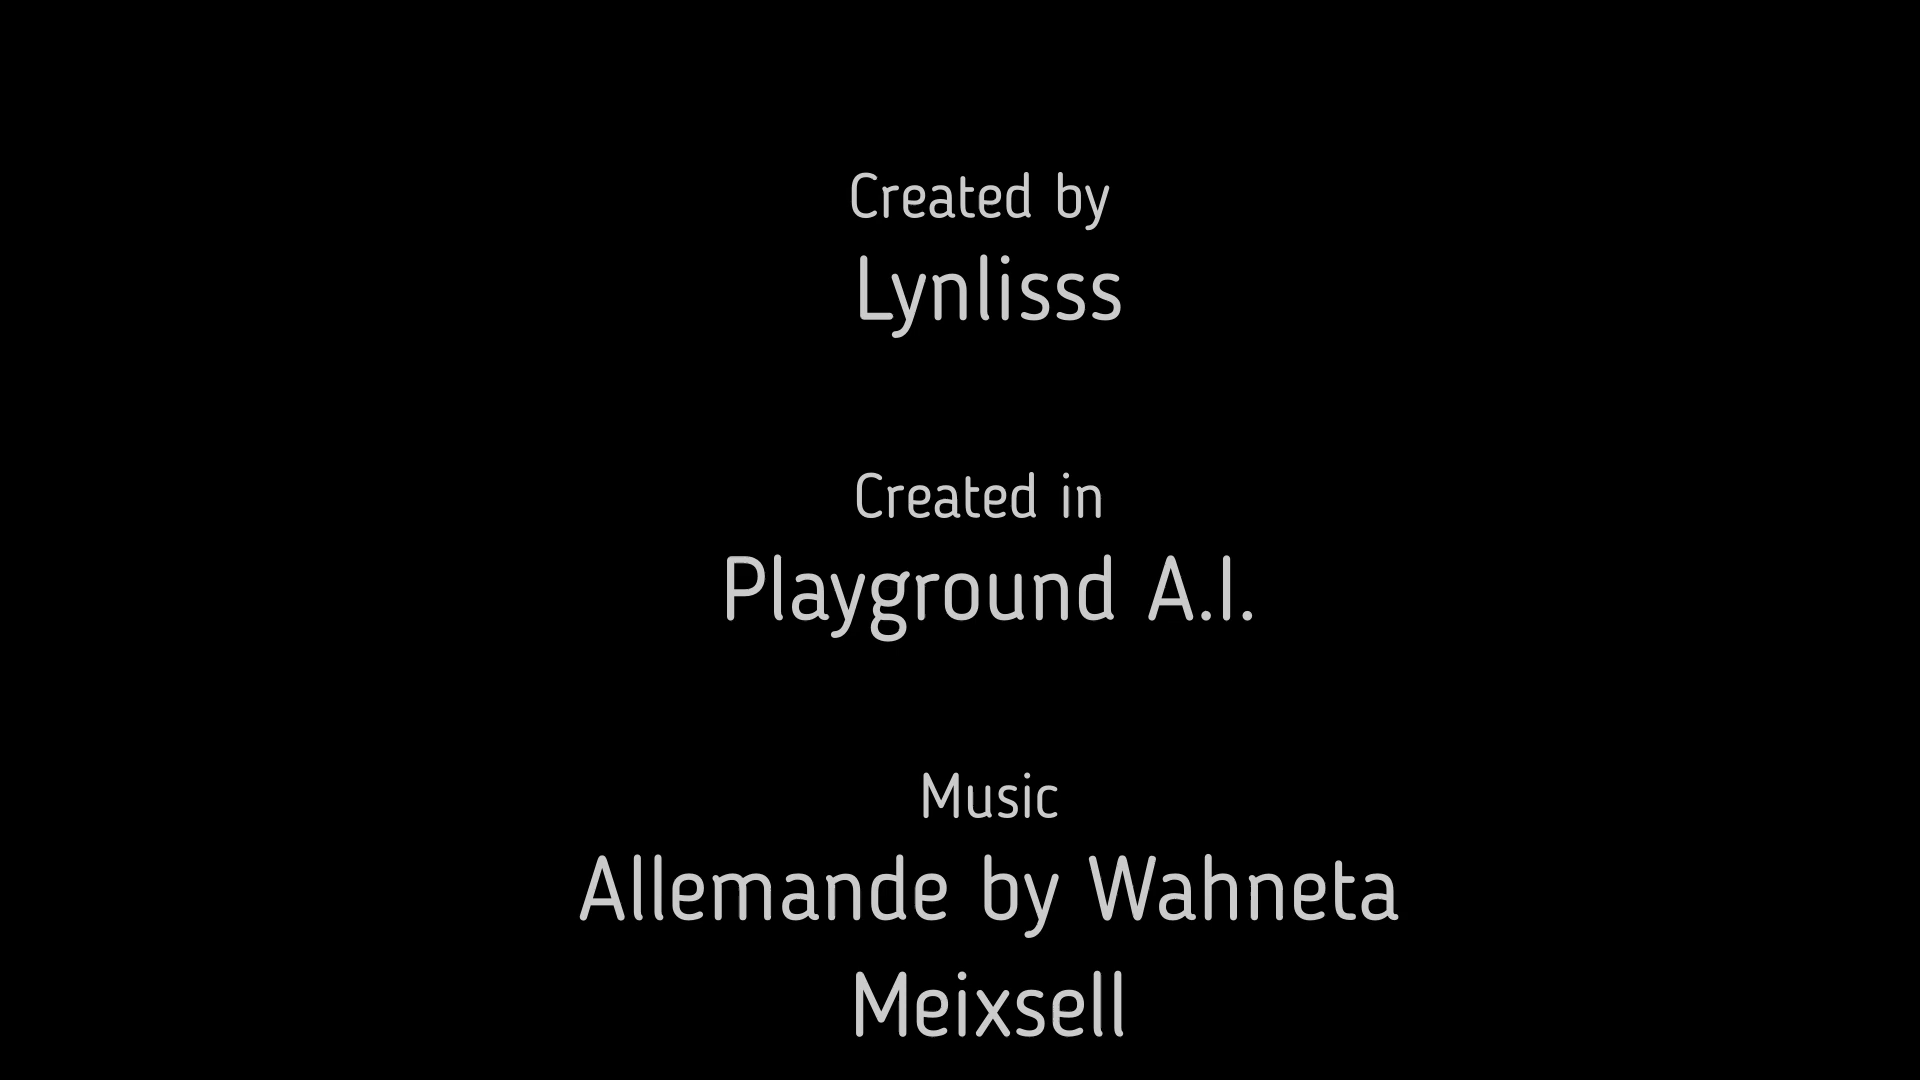 Created by
Lynlisss
Created in
Playground A.I.
Music
Allemande by Wahneta
Meixsell